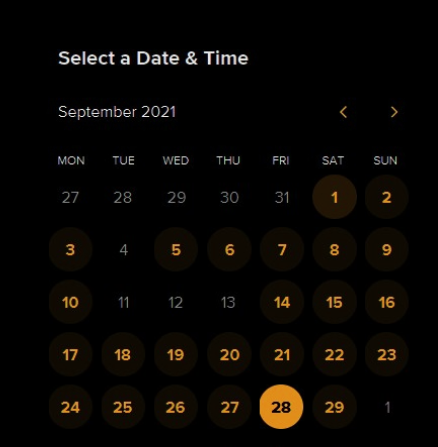 Select a Date & Time
September 2021
MON TUE WED THU FRI SAT SUN
27 28 29 30 31 1 2
3 4 5 6 7 8 9
10 11 12 13 14 15 16
17 18 19 20 21 22 23
24 25 26 27 28 29 1